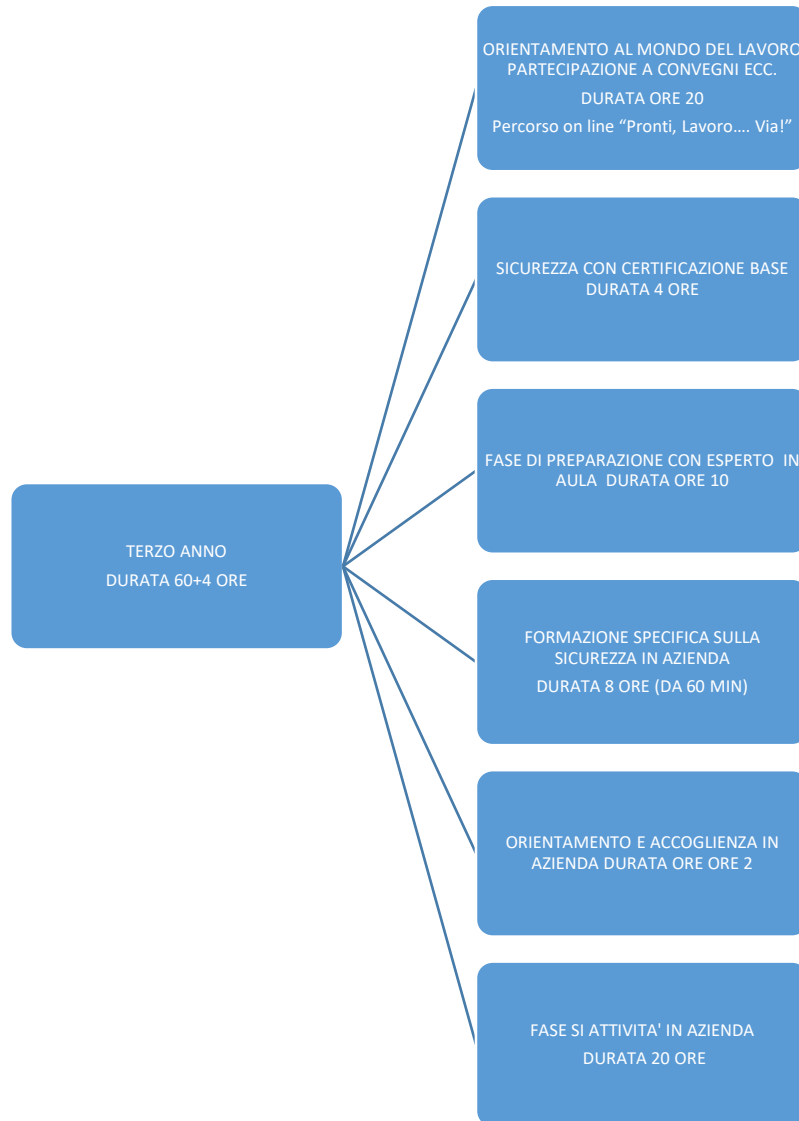 ORIENTAMENTO AL MONDO DEL LAVORO
PARTECIPAZIONE A CONVEGNI ECC.
DURATA ORE 20
Percorso on line “Pronti, Lavoro…. Via!”
SICUREZZA CON CERTIFICAZIONE BASE
DURATA 4 ORE
FASE DI PREPARAZIONE CON ESPERTO IN
AULA DURATA ORE 10
TERZO ANNO
DURATA 60+4 ORE
FORMAZIONE SPECIFICA SULLA
SICUREZZA IN AZIENDA
DURATA 8 ORE (DA 60 MIN)
ORIENTAMENTO E ACCOGLIENZA IN
AZIENDA DURATA ORE ORE 2
FASE SI ATTIVITA' IN AZIENDA
DURATA 20 ORE